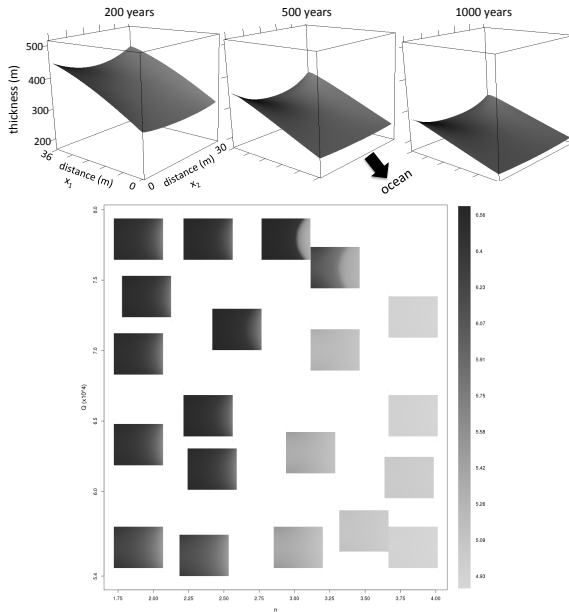 200 years 500 years 1000 years
500
400
300
200
thickness (m)
36
distance (m)
x1
0
0
distance (m)
x2
30
ocean
8.0
7.5
7.0
6.5
6.0
5.4
Q (x10^4)
1.75 2.00 2.25 2.50 2.75 3.00 3.25 3.50 3.75 4.00
n
6.56
6.4
6.23
6.07
5.91
5.75
5.58
5.42
5.26
5.09
4.93